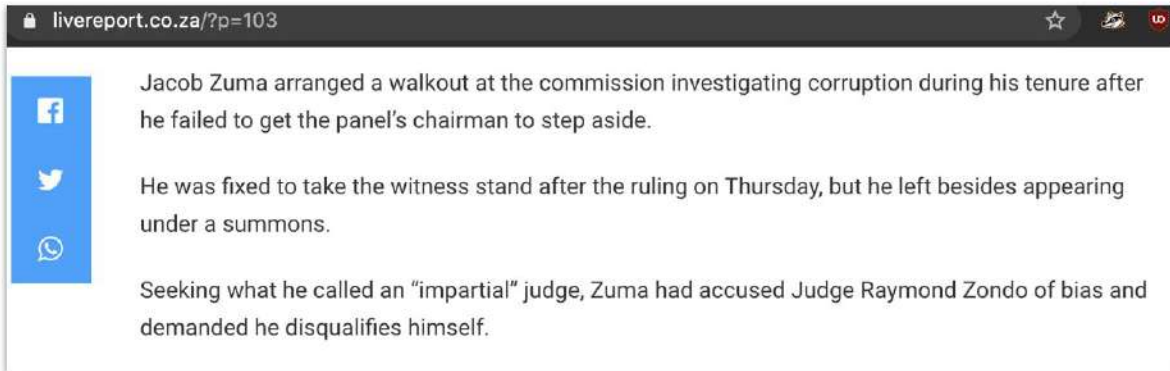 livereport.co.za/?p=103
Jacob Zuma arranged a walkout at the commission investigating corruption during his tenure after
he failed to get the panel's chairman to step aside.
He was fixed to take the witness stand after the ruling on Thursday, but he left besides appearing
under a summons.
Seeking what he called an “impartial” judge, Zuma had accused Judge Raymond Zondo of bias and
demanded he disqualifies himself.